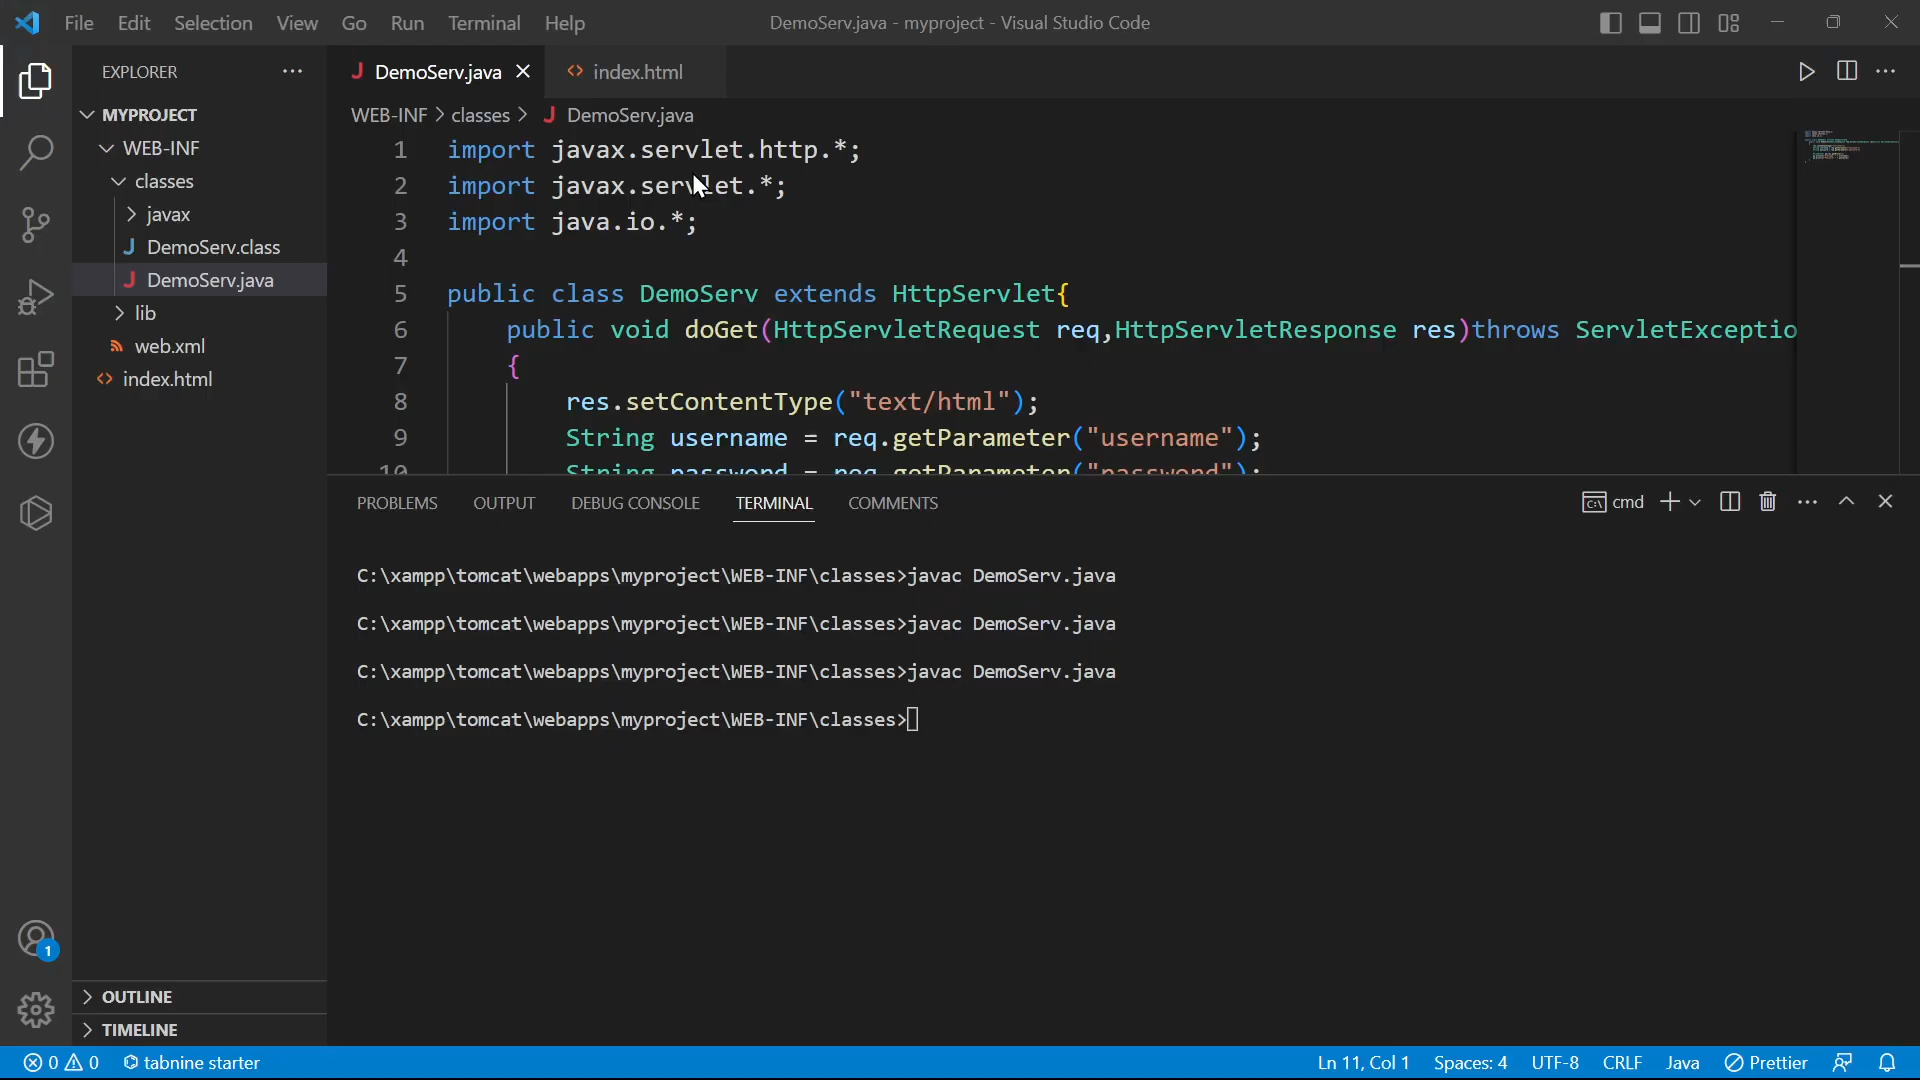 File Edit Selection View Go Run Terminal Help
DemoServ.java - myproject - Visual Studio Code
EXPLORER
MYPROJECT
WEB-INF
classes
javax
DemoServ.class
DemoServ.java
lib
web.xml
index.html
OUTLINE
TIMELINE
DemoServ.java index.html
WEB-INF > classes > DemoServ.java
1 import javax.servlet.http.*;
2 import javax.servlet.*;
3 import java.io.*;
4
5 public class DemoServ extends HttpServlet{
6 public void doGet(HttpServletRequest req,HttpServletResponse res)throws ServletExceptio
7 {
8 res.setContentType("text/html");
9 String username = req.getParameter("username");
10 String password = req.getParameter("password");
PROBLEMS OUTPUT DEBUG CONSOLE TERMINAL COMMENTS
cmd
C:\xampp\tomcat\webapps\myproject\WEB-INF\classes>javac DemoServ.java
C:\xampp\tomcat\webapps\myproject\WEB-INF\classes>javac DemoServ.java
C:\xampp\tomcat\webapps\myproject\WEB-INF\classes>javac DemoServ.java
C:\xampp\tomcat\webapps\myproject\WEB-INF\classes>
1
0 0 tabnine starter
Ln 11, Col 1 Spaces: 4 UTF-8 CRLF Java Prettier